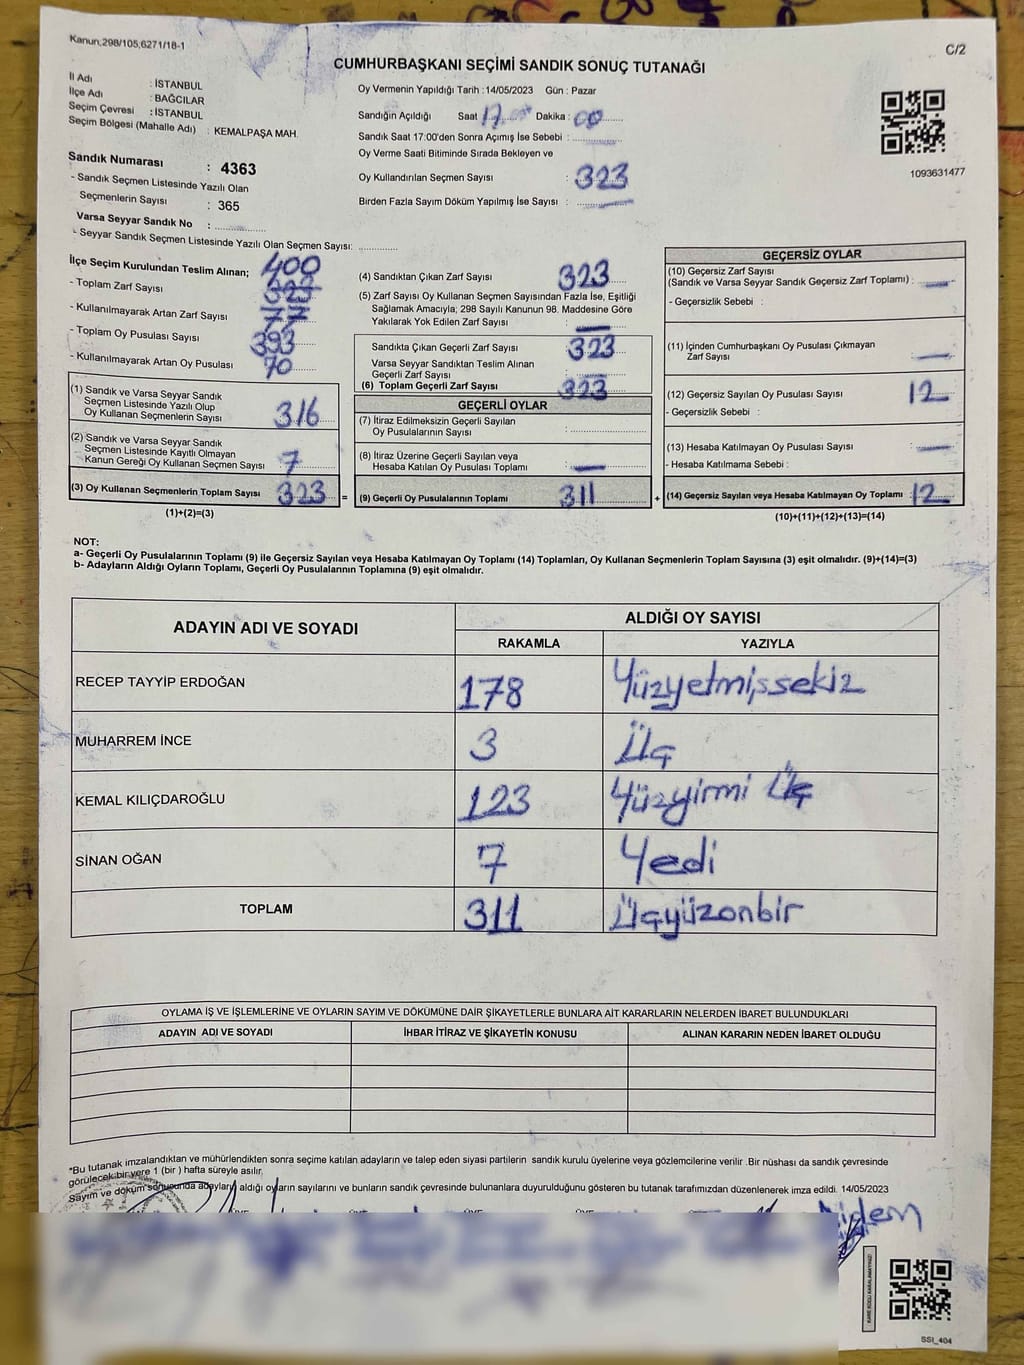 Kanun,298/105,6271/18-1
C/2
CUMHURBAŞKANI SEÇİMİ SANDIK SONUÇ TUTANAĞI
İl Adı : İSTANBUL
İlçe Adı : BAĞCILAR
Seçim Çevresi : İSTANBUL
Seçim Bölgesi (Mahalle Adı) : KEMALPAŞA MAH.
Sandık Numarası : 4363
- Sandık Seçmen Listesinde Yazılı Olan
Seçmenlerin Sayısı : 365
Varsa Seyyar Sandık No : ..............
- Seyyar Sandık Seçmen Listesinde Yazılı Olan Seçmen Sayısı: ............
Oy Vermenin Yapıldığı Tarih : 14/05/2023 Gün : Pazar
Sandığın Açıldığı Saat 17.00 Dakika : 00
Sandık Saat 17:00'den Sonra Açımış İse Sebebi :
Oy Verme Saati Bitiminde Sırada Bekleyen ve
Oy Kullandırılan Seçmen Sayısı : 323
Birden Fazla Sayım Döküm Yapılmış İse Sayısı :
1093631477
İlçe Seçim Kurulundan Teslim Alınan; 400
- Toplam Zarf Sayısı 323
- Kullanılmayarak Artan Zarf Sayısı 77
- Toplam Oy Pusulası Sayısı 393
- Kullanılmayarak Artan Oy Pusulası 70
(1) Sandık ve Varsa Seyyar Sandık
Seçmen Listesinde Yazılı Olup
Oy Kullanan Seçmenlerin Sayısı 316
(2) Sandık ve Varsa Seyyar Sandık
Seçmen Listesinde Kayıtlı Olmayan
Kanun Gereği Oy Kullanan Seçmen Sayısı 7
(3) Oy Kullanan Seçmenlerin Toplam Sayısı 323 =
(1)+(2)=(3)
(4) Sandıktan Çıkan Zarf Sayısı 323
(5) Zarf Sayısı Oy Kullanan Seçmen Sayısından Fazla İse, Eşitliği
Sağlamak Amacıyla; 298 Sayılı Kanunun 98. Maddesine Göre
Yakılarak Yok Edilen Zarf Sayısı :
Sandıkta Çıkan Geçerli Zarf Sayısı : 323
Varsa Seyyar Sandıktan Teslim Alınan
Geçerli Zarf Sayısı :
(6) Toplam Geçerli Zarf Sayısı : 323
GEÇERLİ OYLAR
(7) İtiraz Edilmeksizin Geçerli Sayılan
Oy Pusulalarının Sayısı :
(8) İtiraz Üzerine Geçerli Sayılan veya
Hesaba Katılan Oy Pusulası Toplamı :
(9) Geçerli Oy Pusulalarının Toplamı : 311 +
GEÇERSİZ OYLAR
(10) Geçersiz Zarf Sayısı
(Sandık ve Varsa Seyyar Sandık Geçersiz Zarf Toplamı) :
- Geçersizlik Sebebi :
(11) İçinden Cumhurbaşkanı Oy Pusulası Çıkmayan
Zarf Sayısı :
(12) Geçersiz Sayılan Oy Pusulası Sayısı : 12
- Geçersizlik Sebebi :
(13) Hesaba Katılmayan Oy Pusulası Sayısı :
- Hesaba Katılmama Sebebi :
(14) Geçersiz Sayılan veya Hesaba Katılmayan Oy Toplamı : 12
(10)+(11)+(12)+(13)=(14)
NOT:
a- Geçerli Oy Pusulalarının Toplamı (9) ile Geçersiz Sayılan veya Hesaba Katılmayan Oy Toplamı (14) Toplamları, Oy Kullanan Seçmenlerin Toplam Sayısına (3) eşit olmalıdır. (9)+(14)=(3)
b- Adayların Aldığı Oyların Toplamı, Geçerli Oy Pusulalarının Toplamına (9) eşit olmalıdır.
ADAYIN ADI VE SOYADI
ALDIĞI OY SAYISI
RAKAMLA YAZIYLA
RECEP TAYYİP ERDOĞAN 178 Yüzyetmişsekiz
MUHARREM İNCE 3 Üç
KEMAL KILIÇDAROĞLU 123 Yüzyirmi Üç
SİNAN OĞAN 7 Yedi
TOPLAM 311 Üçyüzonbir
OYLAMA İŞ VE İŞLEMLERİNE VE OYLARIN SAYIM VE DÖKÜMÜNE DAİR ŞİKAYETLERLE BUNLARA AİT KARARLARIN NELERDEN İBARET BULUNDUKLARI
ADAYIN ADI VE SOYADI İHBAR İTİRAZ VE ŞİKAYETİN KONUSU ALINAN KARARIN NEDEN İBARET OLDUĞU
*Bu tutanak imzalandıktan ve mühürlendikten sonra seçime katılan adayların ve talep eden siyasi partilerin sandık kurulu üyelerine veya gözlemcilerine verilir .Bir nüshası da sandık çevresinde
görülecek bir yere 1 (bir ) hafta süreyle asılır.
Sayım ve döküm sonucunda adayların aldığı oyların sayılarını ve bunların sandık çevresinde bulunanlara duyurulduğunu gösteren bu tutanak tarafımızdan düzenlenerek imza edildi. 14/05/2023
KARE KODU KARALAMAYINIZ!
SSI_404